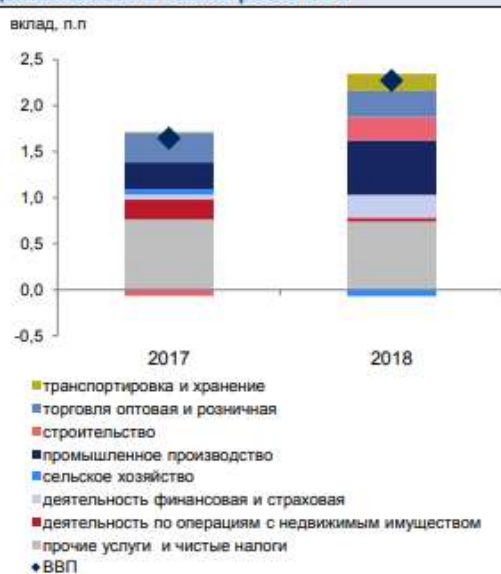 вклад, п.п
2,5
2,0
1,5
1,0
0,5
0,0
-0,5
2017
2018
транспортировка и хранение
торговля оптовая и розничная
строительство
промышленное производство
сельское хозяйство
деятельность финансовая и страховая
деятельность по операциям с недвижимым имуществом
прочие услуги и чистые налоги
ВВП